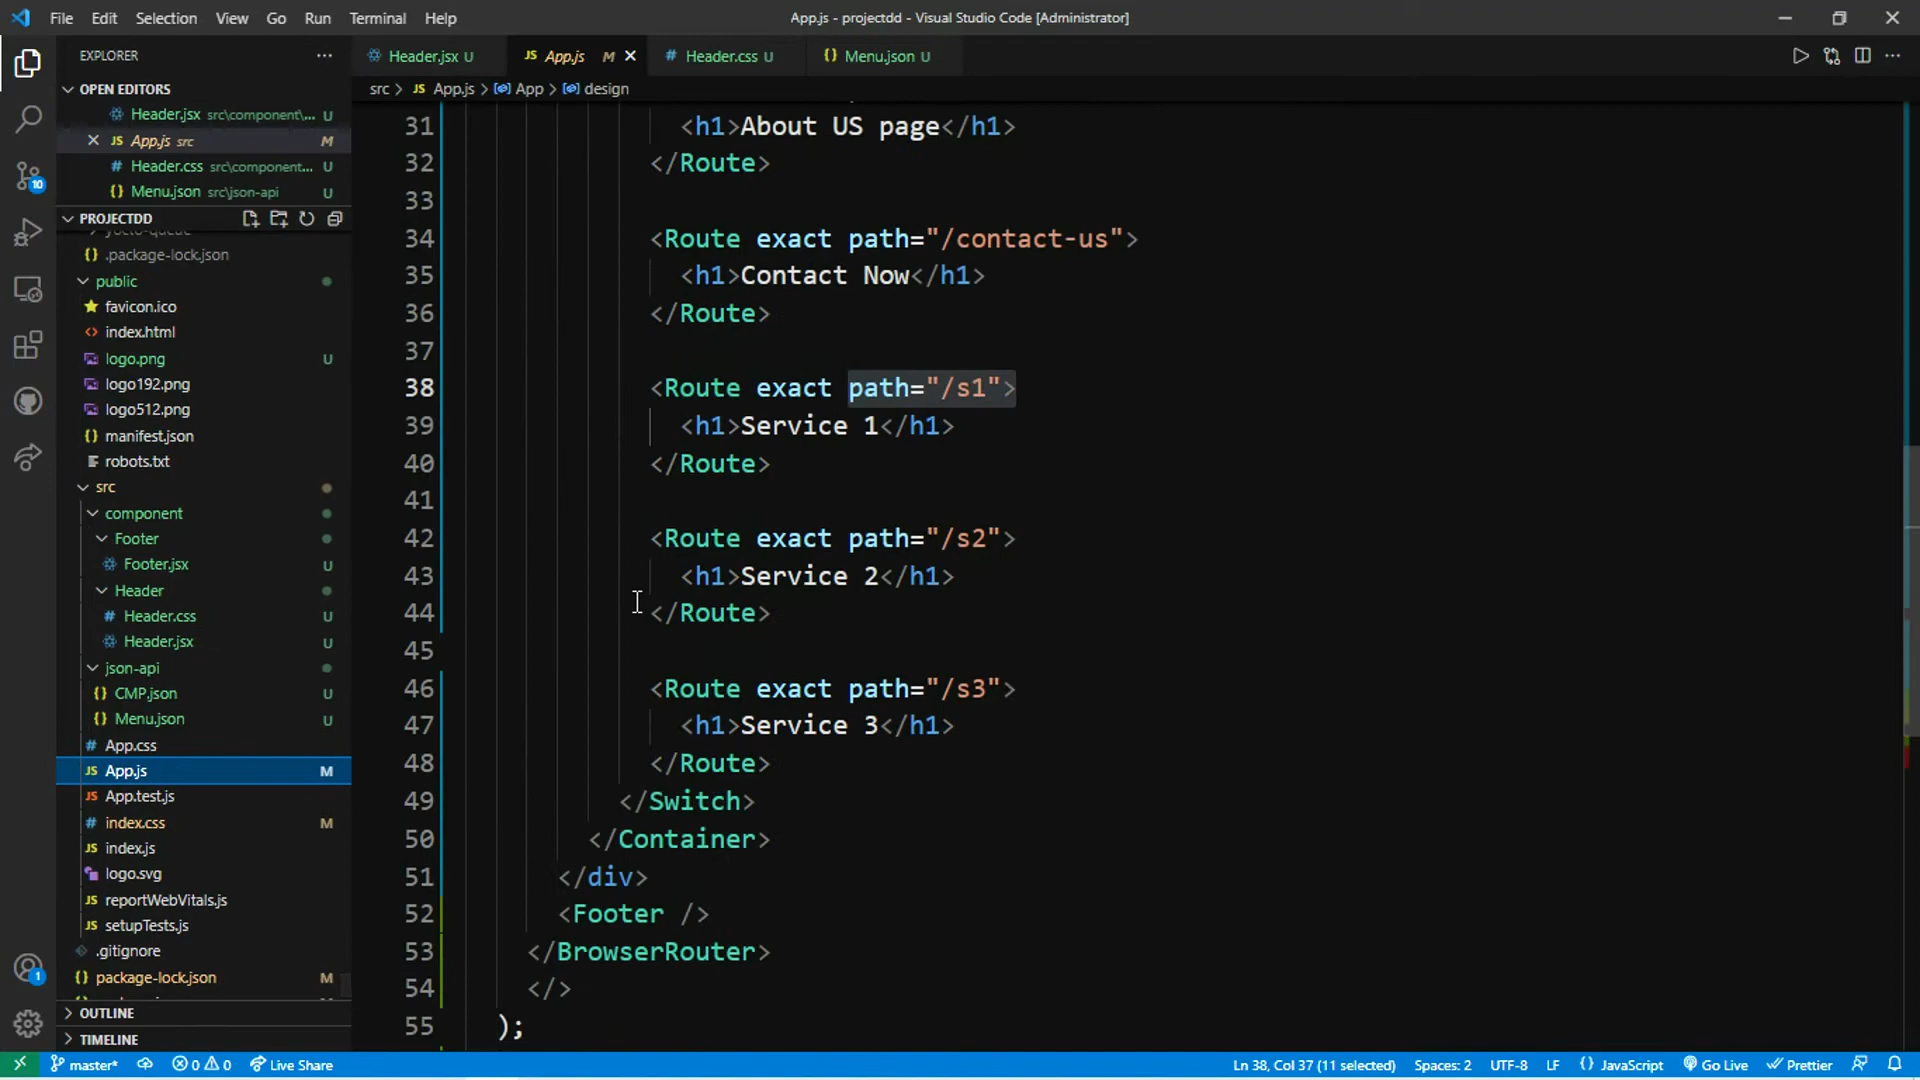 File Edit Selection View Go Run Terminal Help App.js - projectdd - Visual Studio Code [Administrator]
EXPLORER ···
Header.jsx U App.js M Header.css U Menu.json U
OPEN EDITORS
src > App.js > App > design
Header.jsx src\component\... U
App.js src M
Header.css src\component... U
Menu.json src\json-api U
PROJECTDD
yocto-queue
.package-lock.json
public
favicon.ico
index.html
logo.png U
logo192.png
logo512.png
manifest.json
robots.txt
src
component
Footer
Footer.jsx U
Header
Header.css U
Header.jsx U
json-api
CMP.json U
Menu.json U
App.css
App.js M
App.test.js
index.css M
index.js
logo.svg
reportWebVitals.js
setupTests.js
.gitignore
package-lock.json M
OUTLINE
TIMELINE
10
1
31 <h1>About US page</h1>
32 </Route>
33
34 <Route exact path="/contact-us">
35 <h1>Contact Now</h1>
36 </Route>
37
38 <Route exact path="/s1">
39 <h1>Service 1</h1>
40 </Route>
41
42 <Route exact path="/s2">
43 <h1>Service 2</h1>
44 </Route>
45
46 <Route exact path="/s3">
47 <h1>Service 3</h1>
48 </Route>
49 </Switch>
50 </Container>
51 </div>
52 <Footer />
53 </BrowserRouter>
54 </>
55 );
master* 0 0 Live Share Ln 38, Col 37 (11 selected) Spaces: 2 UTF-8 LF {} JavaScript Go Live Prettier